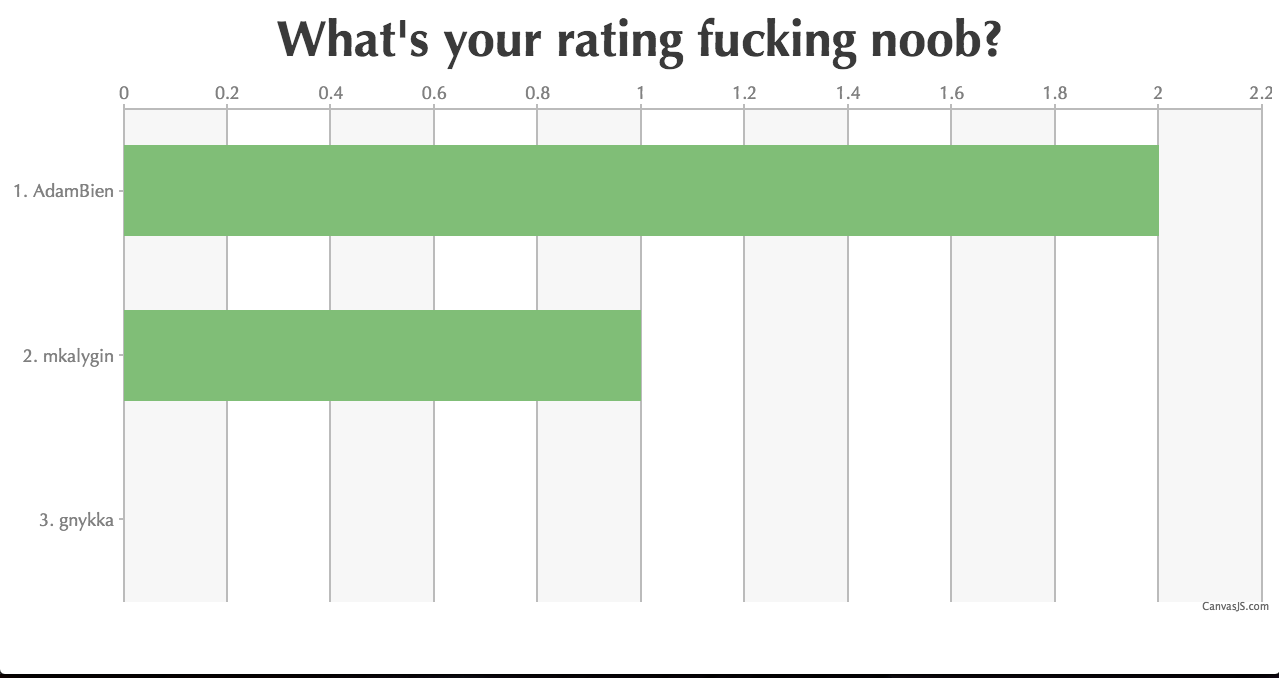 What's your rating fucking noob?
0 0.2 0.4 0.6 0.8 1 1.2 1.4 1.6 1.8 2 2.2
1. AdamBien
2. mkalygin
3. gnykka
CanvasJS.com